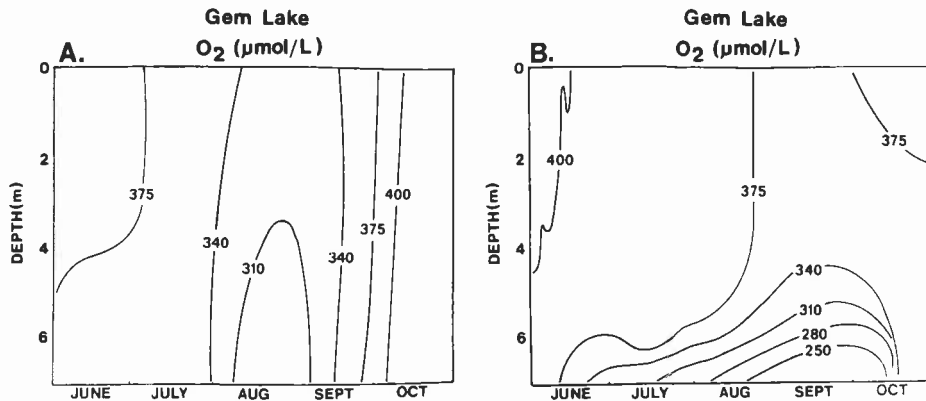 Gem Lake
O2 (µmol/L)
A.
0
2
4
6
DEPTH(m)
375
340
310
340
375
400
JUNE JULY AUG SEPT OCT
Gem Lake
O2 (µmol/L)
B.
0
2
4
6
DEPTH(m)
400
375
375
340
310
280
250
JUNE JULY AUG SEPT OCT